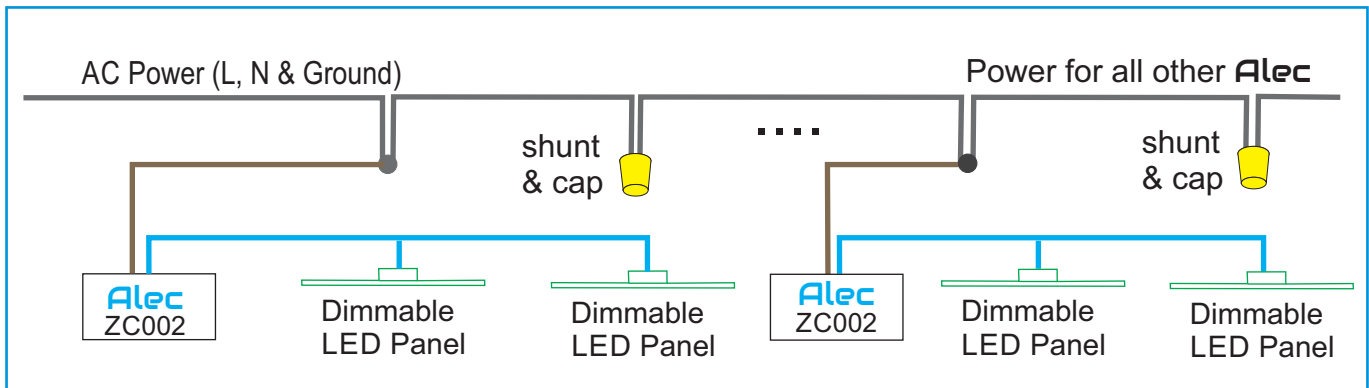 AC Power (L, N & Ground)
Power for all other Alec
shunt
& cap
shunt
& cap
Alec
ZC002
Dimmable
LED Panel
Dimmable
LED Panel
Alec
ZC002
Dimmable
LED Panel
Dimmable
LED Panel